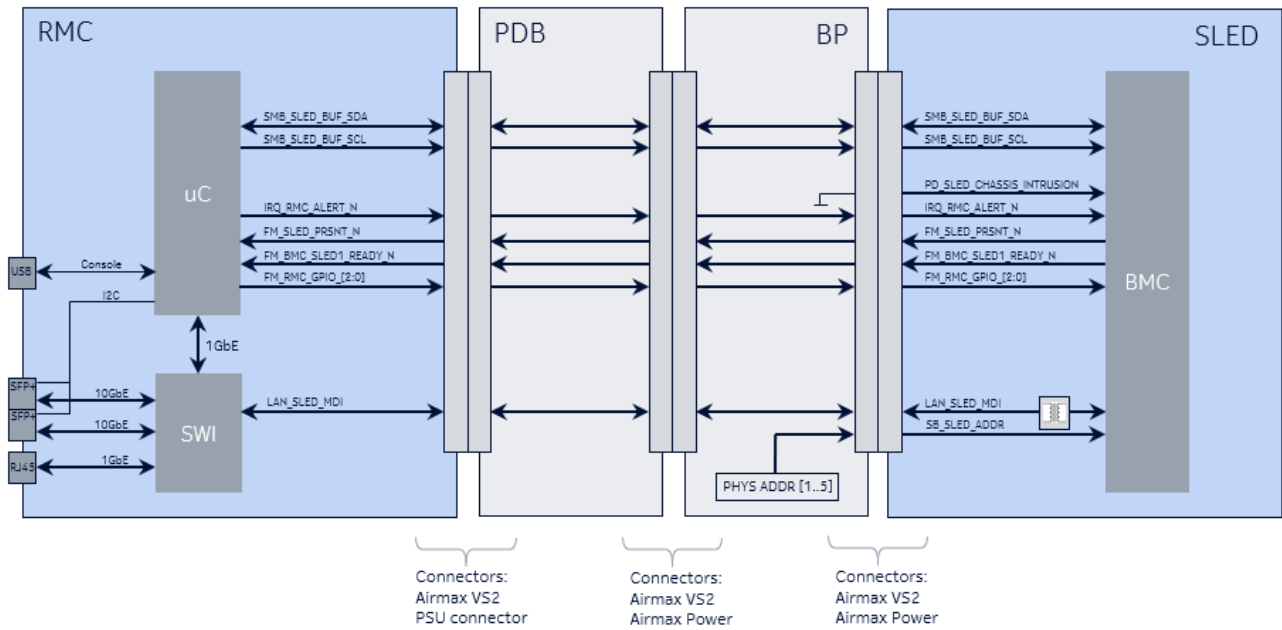 RMC
PDB
BP
SLED
uC
SMB_SLED_BUF_SDA
SMB_SLED_BUF_SCL
IRQ_RMC_ALERT_N
FM_SLED_PRSNT_N
FM_BMC_SLED1_READY_N
FM_RMC_GPIO_[2:0]
USB
Console
I2C
1GbE
SFP+
10GbE
SFP+
10GbE
RJ45
1GbE
SWI
LAN_SLED_MDI
PHYS ADDR [1..5]
SMB_SLED_BUF_SDA
SMB_SLED_BUF_SCL
PD_SLED_CHASSIS_INTRUSION
IRQ_RMC_ALERT_N
FM_SLED_PRSNT_N
FM_BMC_SLED1_READY_N
FM_RMC_GPIO_[2:0]
BMC
LAN_SLED_MDI
SB_SLED_ADDR
Connectors:
Airmax VS2
PSU connector
Connectors:
Airmax VS2
Airmax Power
Connectors:
Airmax VS2
Airmax Power